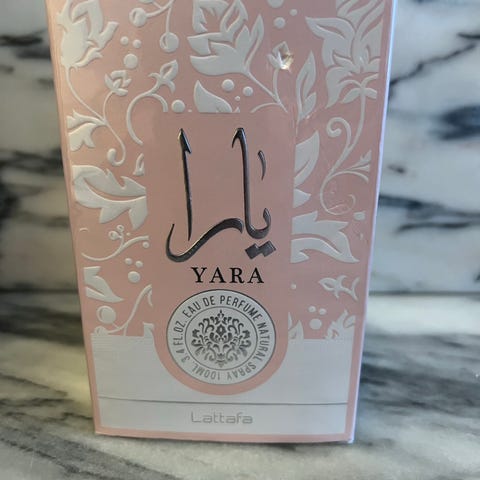 يارا
YARA
EAU DE PERFUME NATURAL SPRAY 100ML 3.4 FL.OZ.
Lattafa